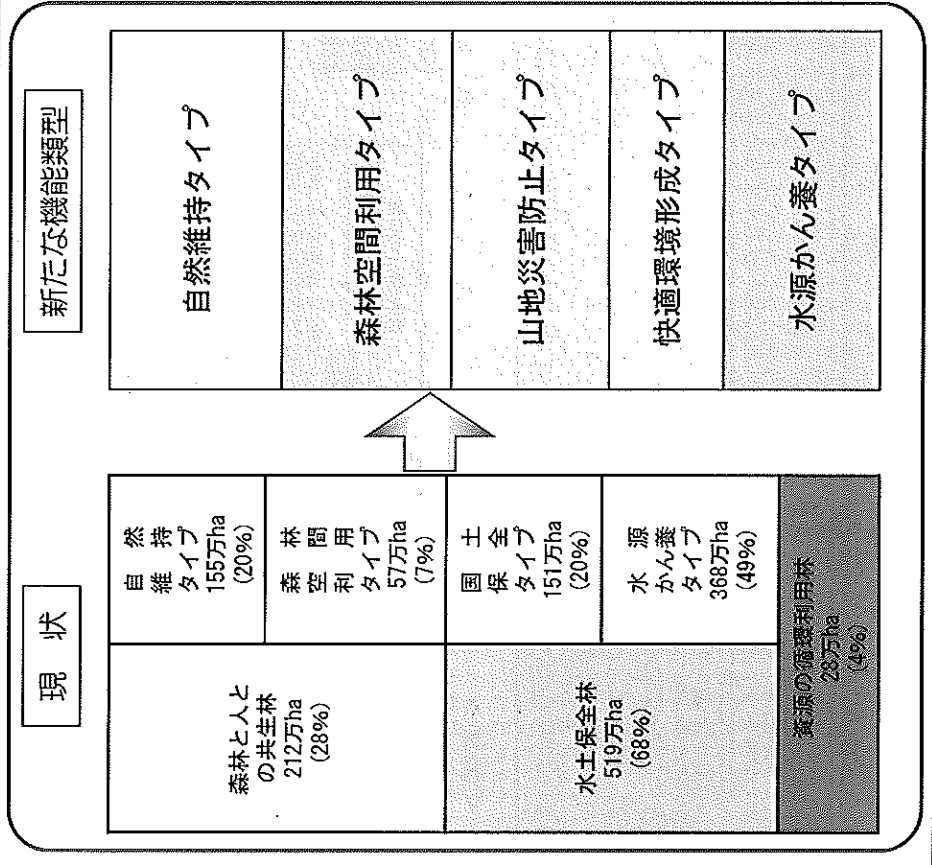 現　状
森林と人と
の共生林
212万ha
(28%)
自然
維持
タイプ
155万ha
(20%)
森林
空間
利用
タイプ
57万ha
(7%)
水土保全林
519万ha
(68%)
国土
保全
タイプ
151万ha
(20%)
水源
かん養
タイプ
368万ha
(49%)
資源の循環利用林
28万ha
(4%)
新たな機能類型
自然維持タイプ
森林空間利用タイプ
山地災害防止タイプ
快適環境形成タイプ
水源かん養タイプ